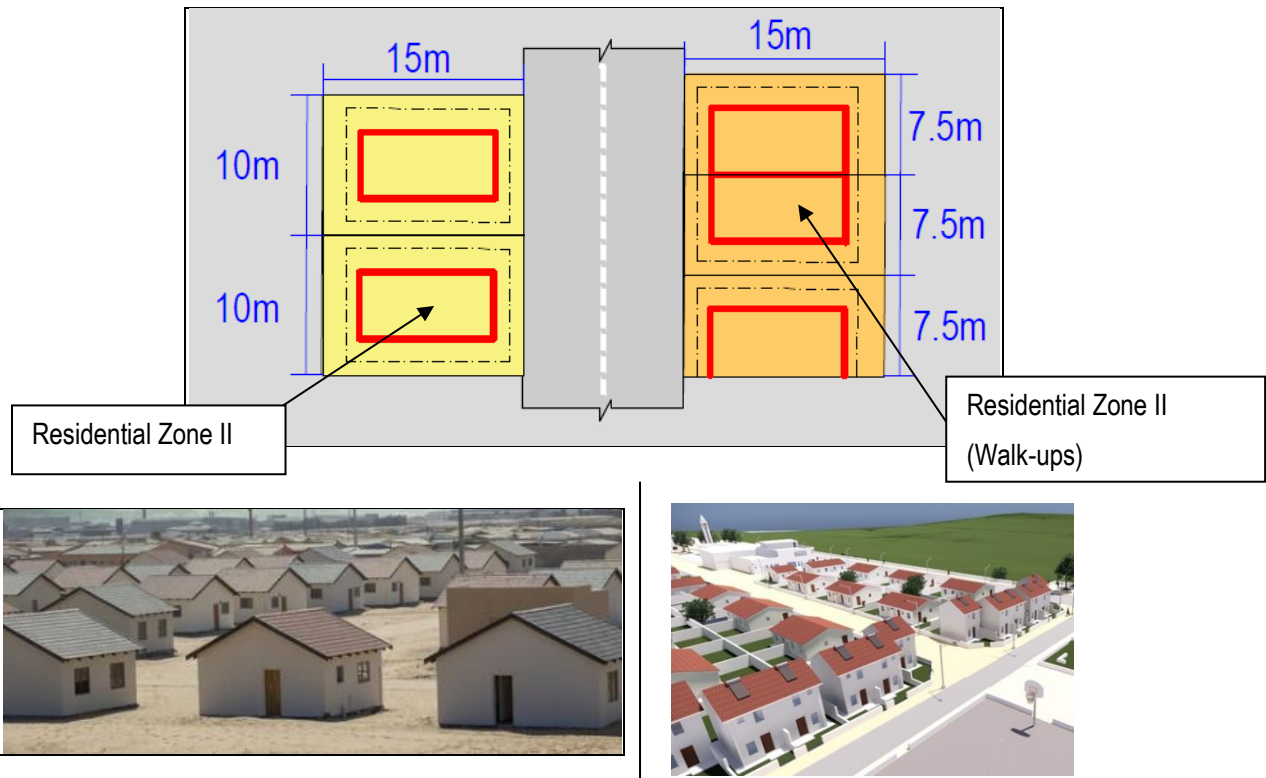 15m
15m
10m
7.5m
7.5m
10m
7.5m
Residential Zone II
Residential Zone II
(Walk-ups)